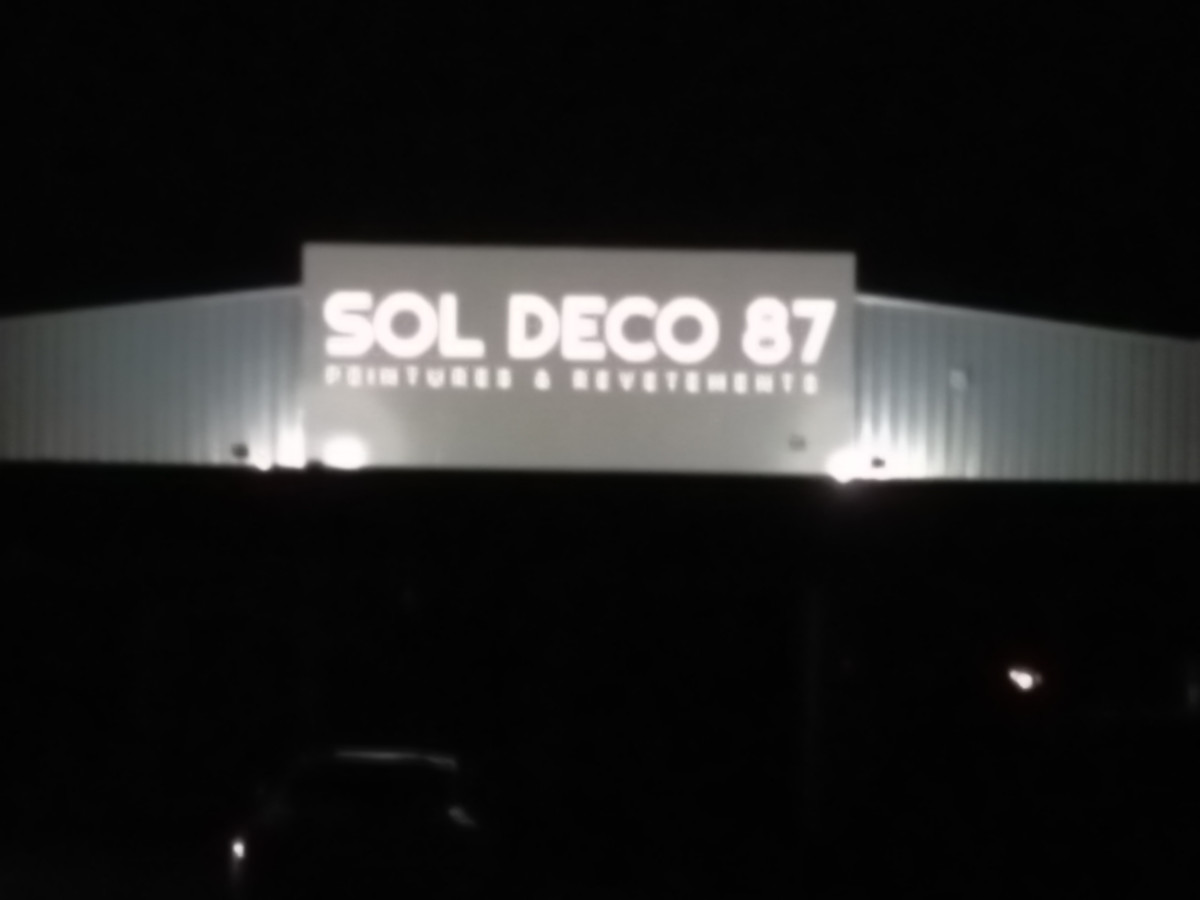 SOL DECO 87
PEINTURES & REVETEMENTS